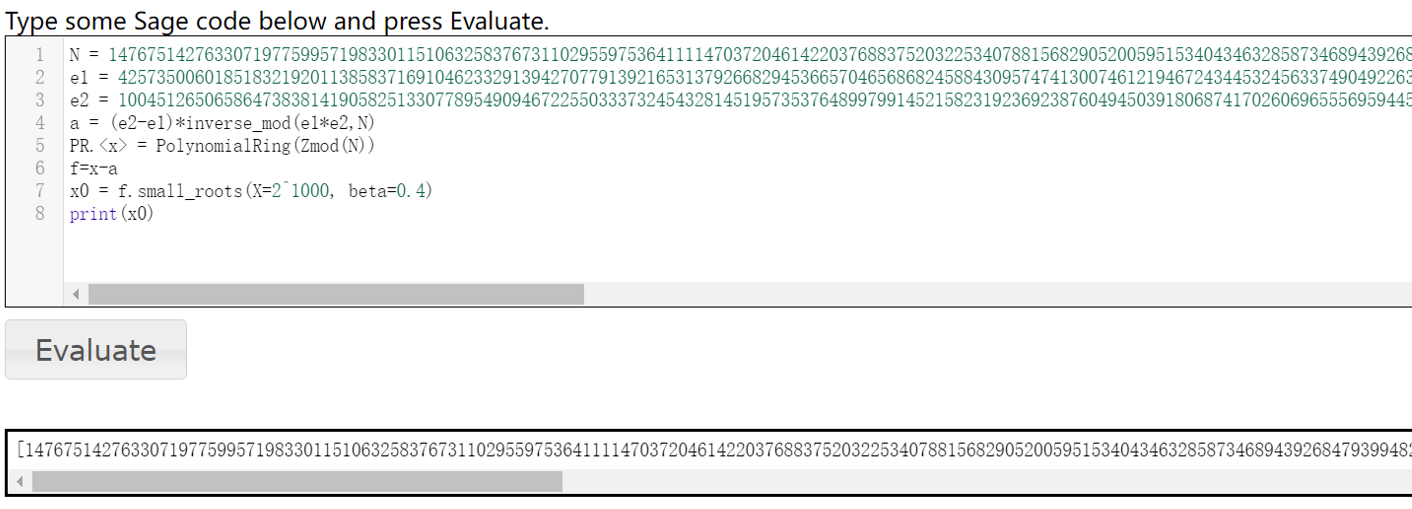 Type some Sage code below and press Evaluate.
1 N = 147675142763307197759957198330115106325837673110295597536411114703720461422037688375203225340788156829052005951534043463285873468943926
2 e1 = 425735006018518321920113858371691046233291394270779139216531379266829453665704656868245884309574741300746121946724344532456337490492263
3 e2 = 100451265065864738381419058251330778954909467225503337324543281451957353764899799145215823192369238760494503918068741702606965556959445
4 a = (e2-e1)*inverse_mod(e1*e2,N)
5 PR.<x> = PolynomialRing(Zmod(N))
6 f=x-a
7 x0 = f.small_roots(X=2^1000, beta=0.4)
8 print(x0)
Evaluate
[147675142763307197759957198330115106325837673110295597536411114703720461422037688375203225340788156829052005951534043463285873468943926847939948